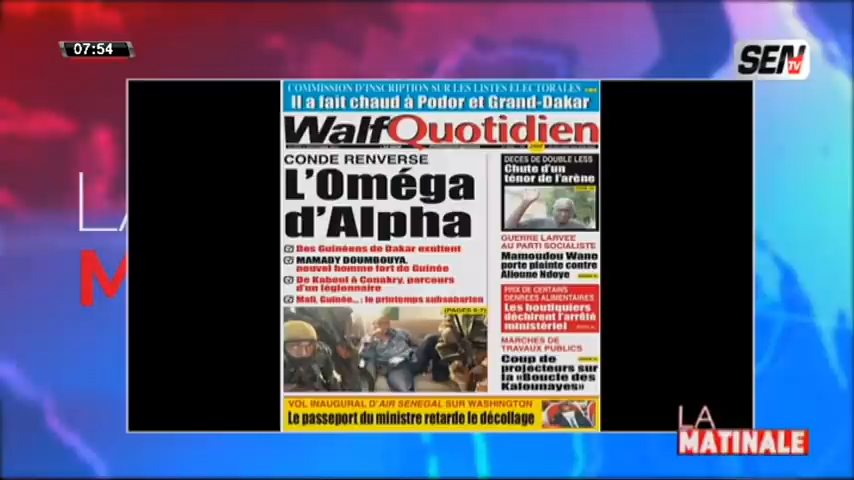 07:54
SEN
TV
LA
M
COMMISSION D'INSCRIPTION SUR LES LISTES ELECTORALES
Il a fait chaud à Podor et Grand-Dakar
WalfQuotidien
CONDE RENVERSE
L'Oméga
d'Alpha
Des Guinéens de Dakar exultent
MAMADY DOUMBOUYA,
nouvel homme fort de Guinée
De Kaboul à Conakry, parcours
d'un légionnaire
Mali, Guinée... : le printemps subsaharien
(PAGES 6-7)
DECES DE DOUBLE LESS
Chute d'un
ténor de l'arène
GUERRE LARVEE
AU PARTI SOCIALISTE
Mamoudou Wane
porte plainte contre
Alioune Ndoye
PRIX DE CERTAINS
DENREES ALIMENTAIRES
Les boutiquiers
déchirent l'arrêté
ministériel
MARCHES DE
TRAVAUX PUBLICS
Coup de
projecteurs sur
la «Boucle des
Kalounayes»
VOL INAUGURAL D'AIR SENEGAL SUR WASHINGTON
Le passeport du ministre retarde le décollage
LA
MATINALE